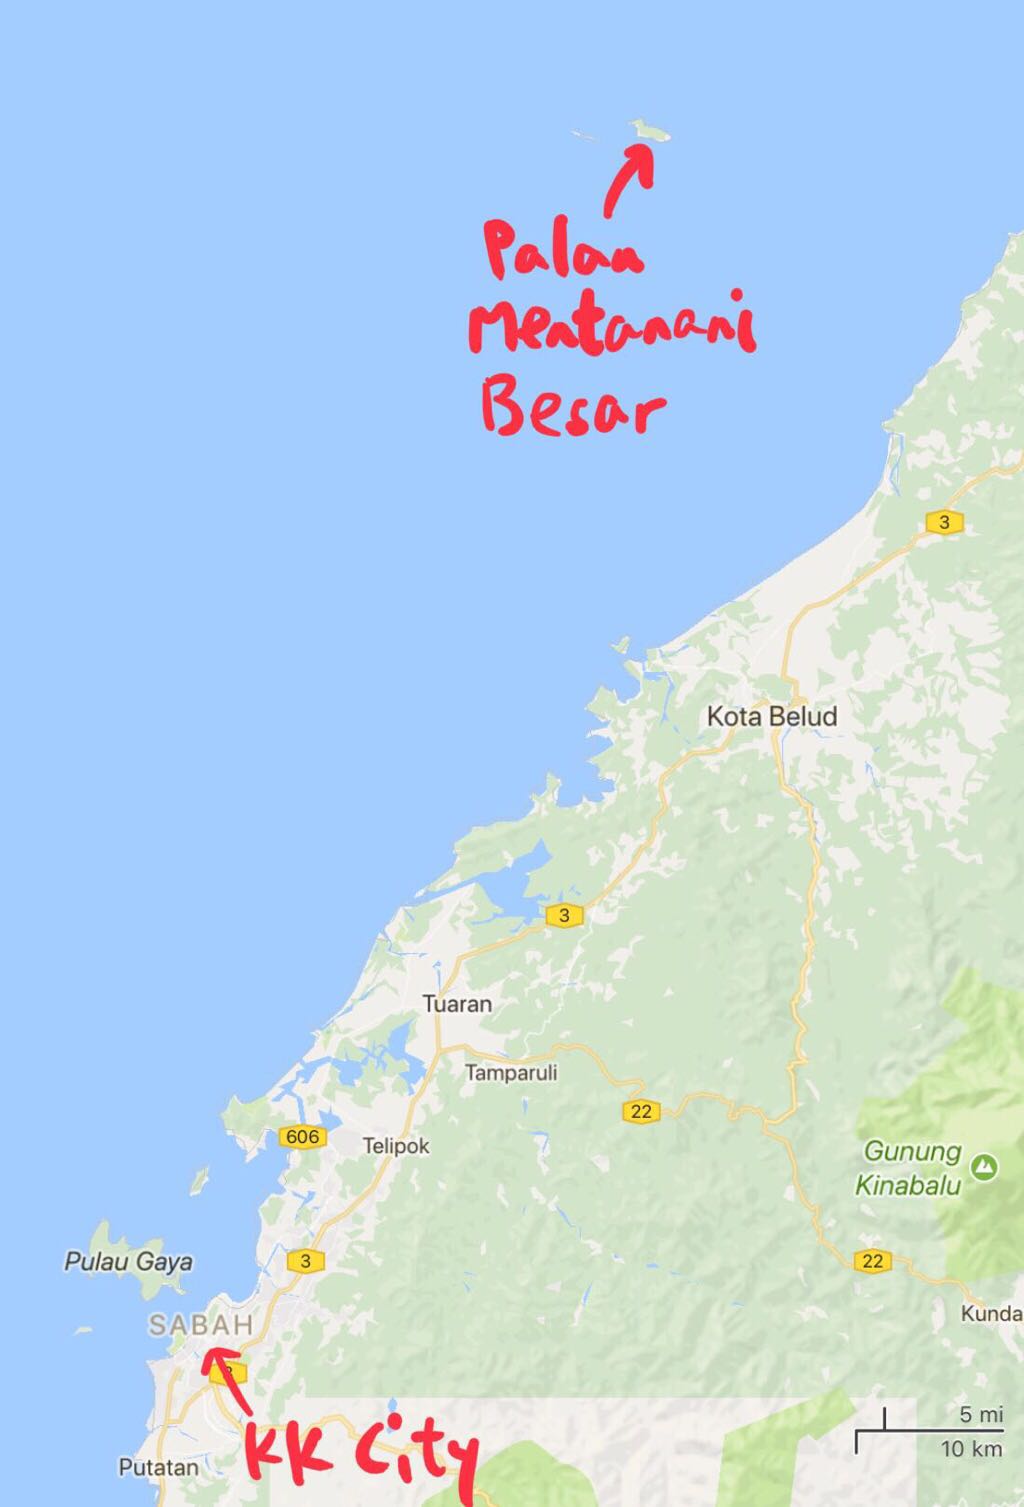 Palau
Mentanani
Besar
3
Kota Belud
3
Tuaran
Tamparuli
22
606
Telipok
Gunung
Kinabalu
Pulau Gaya
3
22
SABAH
Kunda
3
5 mi
10 km
KK City
Putatan